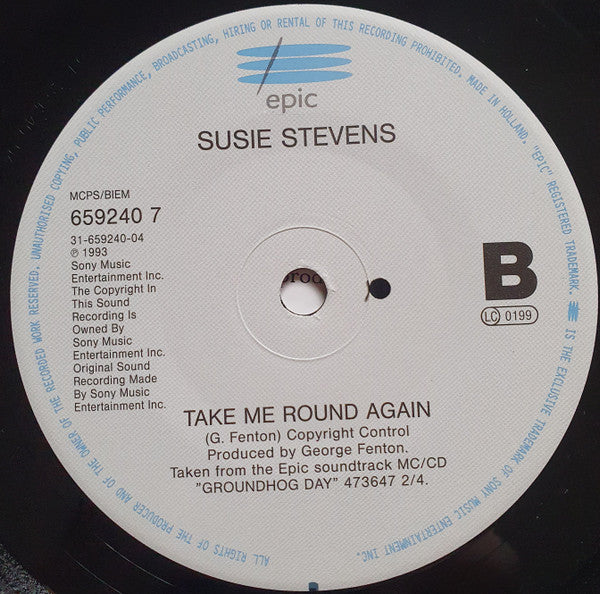 epic
SUSIE STEVENS
MCPS/BIEM
659240 7
31-659240-04
℗ 1993
Sony Music
Entertainment Inc.
The Copyright In
This Sound
Recording Is
Owned By
Sony Music
Entertainment Inc.
Original Sound
Recording Made
By Sony Music
Entertainment Inc.
B
LC 0199
rod
TAKE ME ROUND AGAIN
(G. Fenton) Copyright Control
Produced by George Fenton.
Taken from the Epic soundtrack MC/CD
"GROUNDHOG DAY" 473647 2/4.
ALL RIGHTS OF THE PRODUCER AND OF THE OWNER OF THE RECORDED WORK RESERVED. UNAUTHORISED COPYING, PUBLIC PERFORMANCE, BROADCASTING, HIRING OR RENTAL OF THIS RECORDING PROHIBITED. MADE IN HOLLAND. "EPIC" REGISTERED TRADEMARK. IS THE EXCLUSIVE TRADEMARK OF SONY MUSIC ENTERTAINMENT INC.